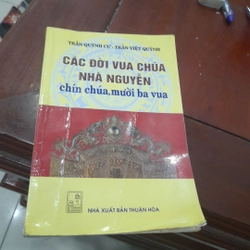 TRẦN QUỲNH CƯ - TRẦN VIỆT QUỲNH
CÁC ĐỜI VUA CHÚA
NHÀ NGUYỄN
chín chúa, mười ba vua
NHÀ XUẤT BẢN THUẬN HÓA